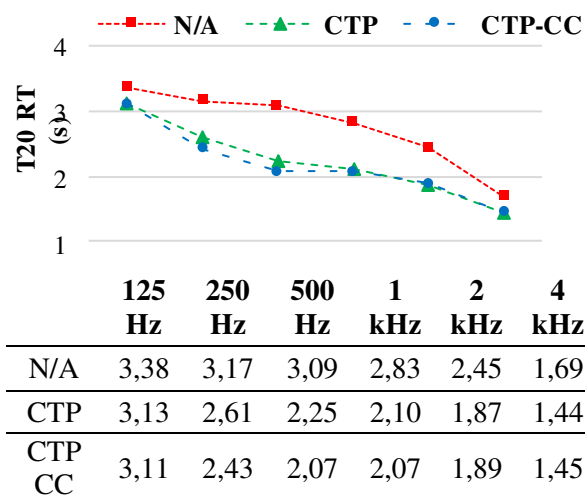 N/A CTP CTP-CC
T20 RT
(s)
4
3
2
1
125 250 500 1 2 4
Hz Hz Hz kHz kHz kHz
N/A 3,38 3,17 3,09 2,83 2,45 1,69
CTP 3,13 2,61 2,25 2,10 1,87 1,44
CTP
CC 3,11 2,43 2,07 2,07 1,89 1,45